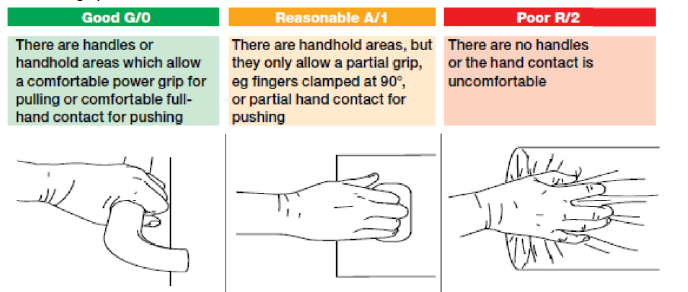 Good G/0
There are handles or
handhold areas which allow
a comfortable power grip for
pulling or comfortable full-
hand contact for pushing
Reasonable A/1
There are handhold areas, but
they only allow a partial grip,
eg fingers clamped at 90°,
or partial hand contact for
pushing
Poor R/2
There are no handles
or the hand contact is
uncomfortable